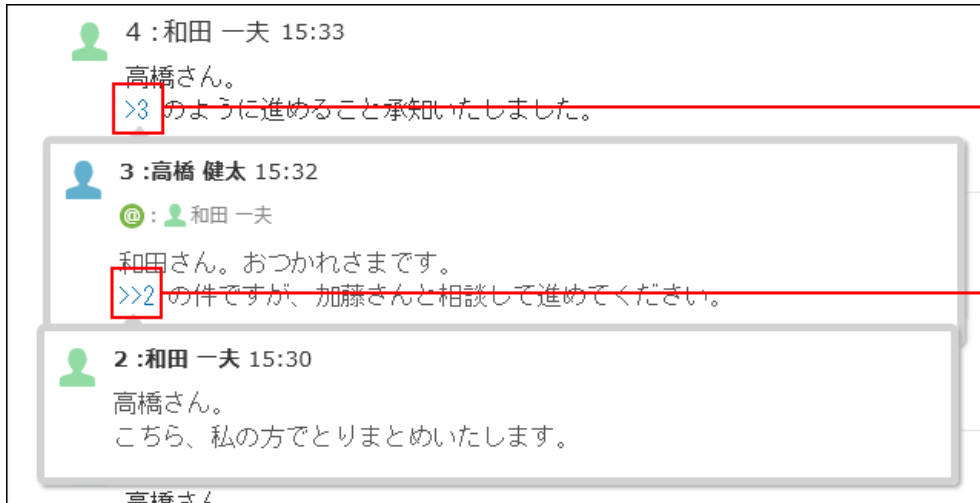 4 :和田 一夫 15:33
高橋さん。
>3 のように進めること承知いたしました。
3 :高橋 健太 15:32
@ : 和田 一夫
和田さん。おつかれさまです。
>>2 の件ですが、加藤さんと相談して進めてください。
2 :和田 一夫 15:30
高橋さん。
こちら、私の方でとりまとめいたします。
高橋さん